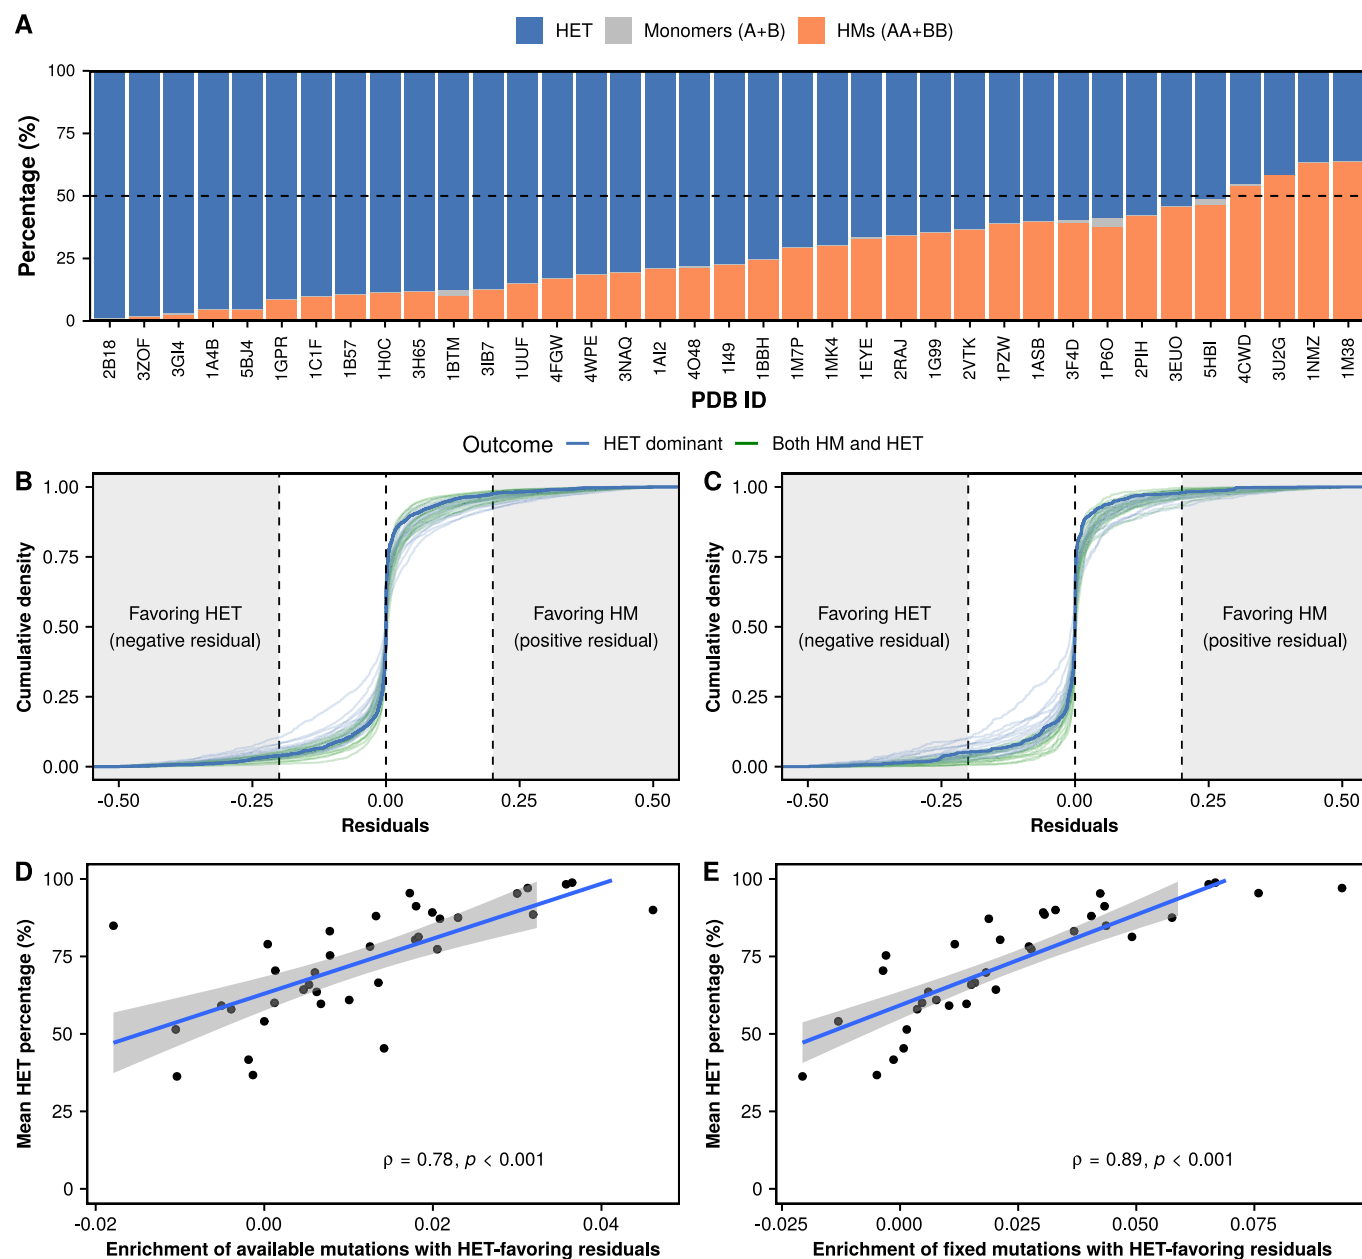 A
HET Monomers (A+B) HMs (AA+BB)
Percentage (%)
100
75
50
25
0
2B18 3ZOF 3GI4 1A4B 5BJ4 1GPR 1C1F 1B57 1H0C 3H65 1BTM 3IB7 1UUF 4FGW 4WPE 3NAQ 1AI2 4O48 1I49 1BBH 1M7P 1MK4 1EYE 2RAJ 1G99 2VTK 1PZW 1ASB 3F4D 1P6O 2PIH 3EUO 5HBI 4CWD 3U2G 1NMZ 1M38
PDB ID
Outcome HET dominant Both HM and HET
B
Cumulative density
1.00
0.75
0.50
0.25
0.00
Favoring HET
(negative residual)
Favoring HM
(positive residual)
-0.50 -0.25 0.00 0.25 0.50
Residuals
C
Cumulative density
1.00
0.75
0.50
0.25
0.00
Favoring HET
(negative residual)
Favoring HM
(positive residual)
-0.50 -0.25 0.00 0.25 0.50
Residuals
D
Mean HET percentage (%)
100
75
50
25
0
ρ = 0.78, p < 0.001
-0.02 0.00 0.02 0.04
Enrichment of available mutations with HET-favoring residuals
E
Mean HET percentage (%)
100
75
50
25
0
ρ = 0.89, p < 0.001
-0.025 0.000 0.025 0.050 0.075
Enrichment of fixed mutations with HET-favoring residuals